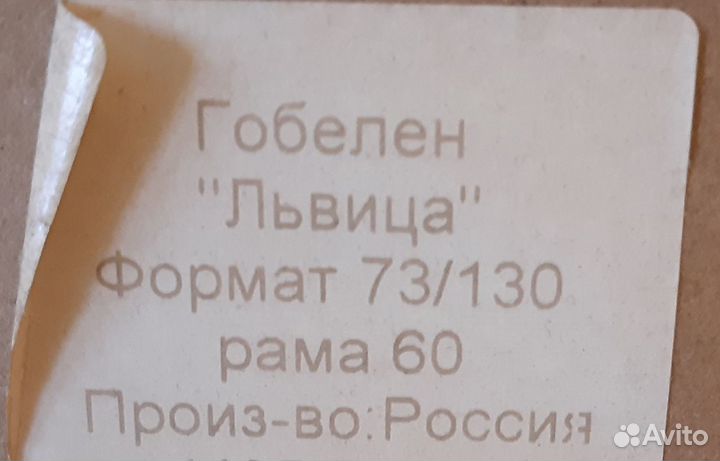 Гобелен
"Львица"
Формат 73/130
рама 60
Произ-во:Россия
Avito